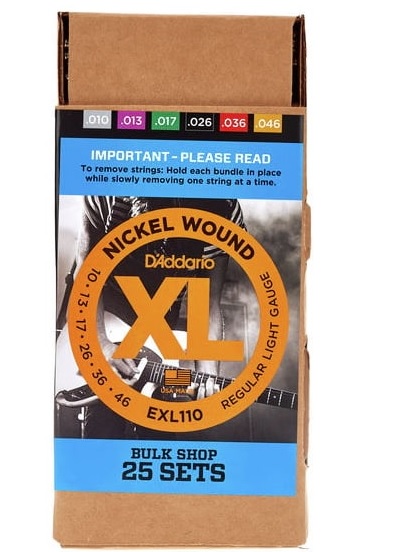 .010 .013 .017 .026 .036 .046
IMPORTANT – PLEASE READ
To remove strings: Hold each bundle in place
while slowly removing one string at a time.
NICKEL WOUND
D'Addario
XL
10 • 13 • 17 • 26 • 36 • 46
REGULAR LIGHT GAUGE
USA MADE
EXL110
BULK SHOP
25 SETS